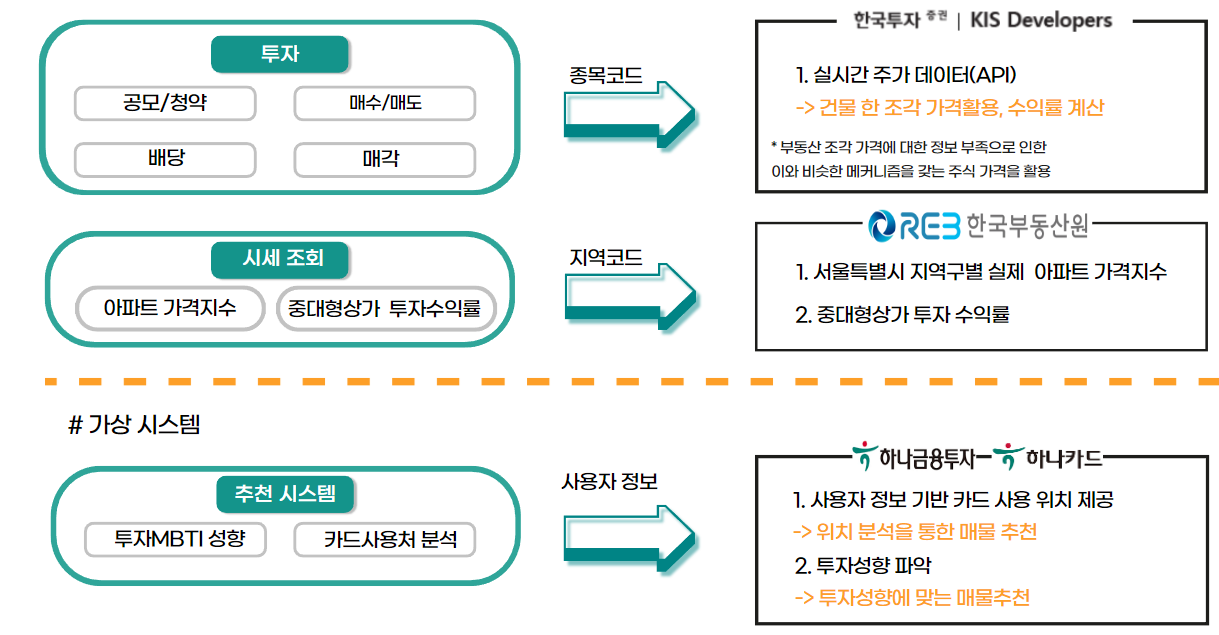 투자
공모/청약
매수/매도
배당
매각
종목코드
한국투자 증권 | KIS Developers
1. 실시간 주가 데이터(API)
-> 건물 한 조각 가격활용, 수익률 계산
* 부동산 조각 가격에 대한 정보 부족으로 인한
이와 비슷한 메커니즘을 갖는 주식 가격을 활용
시세 조회
아파트 가격지수
중대형상가 투자수익률
지역코드
REB 한국부동산원
1. 서울특별시 지역구별 실제 아파트 가격지수
2. 중대형상가 투자 수익률
# 가상 시스템
추천 시스템
투자MBTI 성향
카드사용처 분석
사용자 정보
하나금융투자 하나카드
1. 사용자 정보 기반 카드 사용 위치 제공
-> 위치 분석을 통한 매물 추천
2. 투자성향 파악
-> 투자성향에 맞는 매물추천